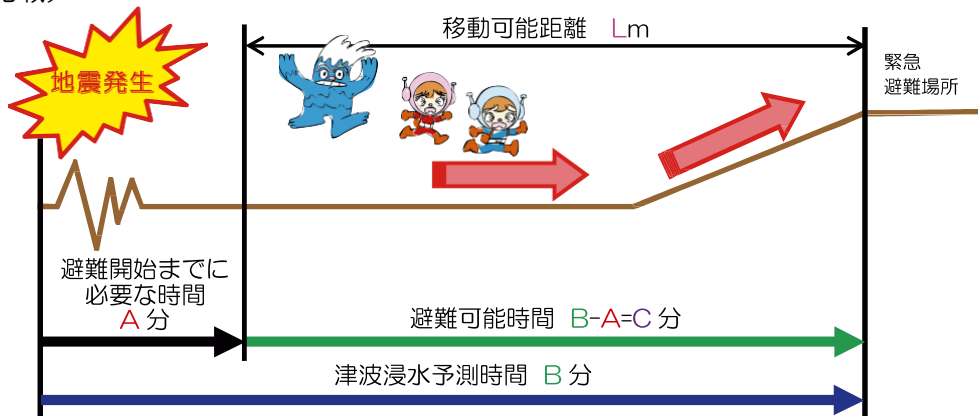 移動可能距離 Lm
地震発生
緊急
避難場所
避難開始までに
必要な時間
A 分
避難可能時間 B-A=C 分
津波浸水予測時間 B 分